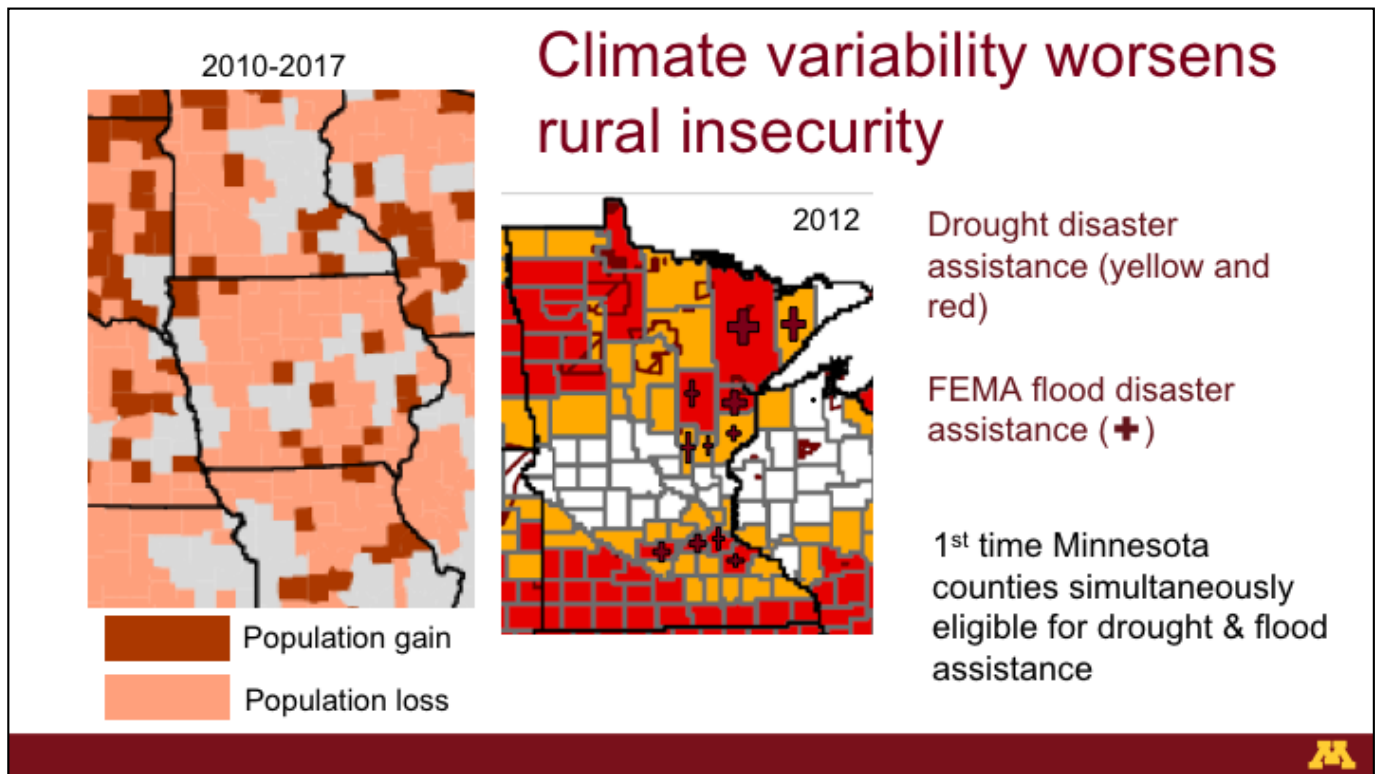 Climate variability worsens
rural insecurity
2010-2017
Population gain
Population loss
2012
Drought disaster
assistance (yellow and
red)
FEMA flood disaster
assistance (✚)
1st time Minnesota
counties simultaneously
eligible for drought & flood
assistance
M